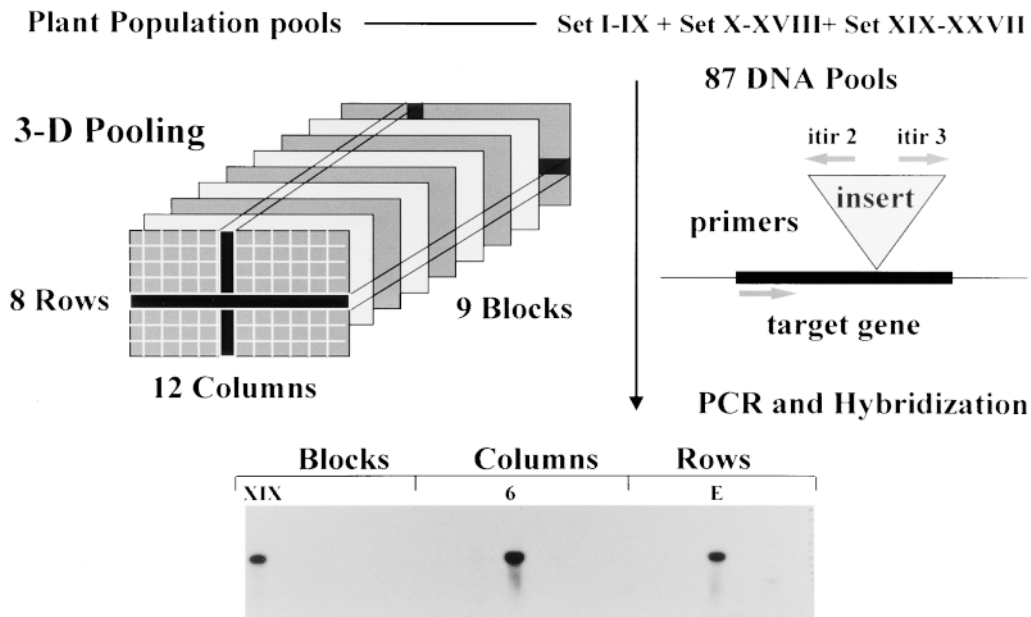 Plant Population pools
Set I-IX + Set X-XVIII+ Set XIX-XXVII
87 DNA Pools
3-D Pooling
itir 2 itir 3
insert
primers
8 Rows
9 Blocks
target gene
12 Columns
PCR and Hybridization
Blocks Columns Rows
XIX 6 E